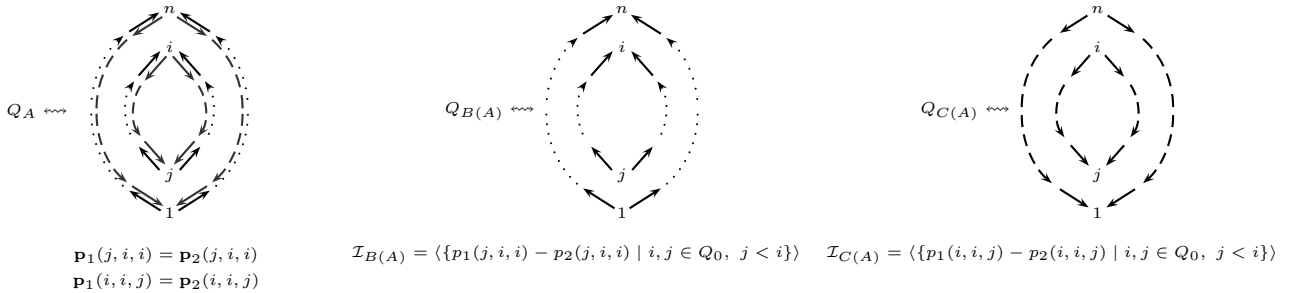 n n n
i i i
Q_A ⇝ Q_{B(A)} ⇝ Q_{C(A)} ⇝
j j j
1 1 1
𝐩₁(j, i, i) = 𝐩₂(j, i, i) ℐ_{B(A)} = ⟨{p₁(j, i, i) − p₂(j, i, i) | i, j ∈ Q₀, j < i}⟩ ℐ_{C(A)} = ⟨{p₁(i, i, j) − p₂(i, i, j) | i, j ∈ Q₀, j < i}⟩
𝐩₁(i, i, j) = 𝐩₂(i, i, j)